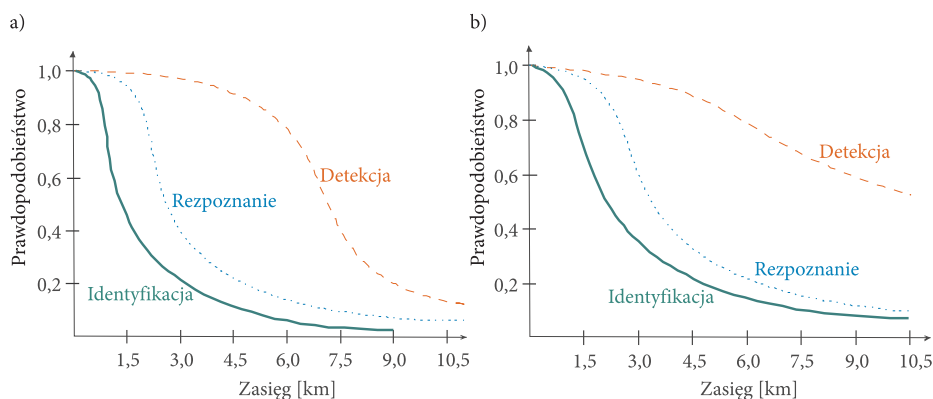 a)
Prawdopodobieństwo
1,0
0,8
0,6
0,4
0,2
Detekcja
Rezpoznanie
Identyfikacja
1,5 3,0 4,5 6,0 7,5 9,0 10,5
Zasięg [km]
b)
Prawdopodobieństwo
1,0
0,8
0,6
0,4
0,2
Detekcja
Rezpoznanie
Identyfikacja
1,5 3,0 4,5 6,0 7,5 9,0 10,5
Zasięg [km]